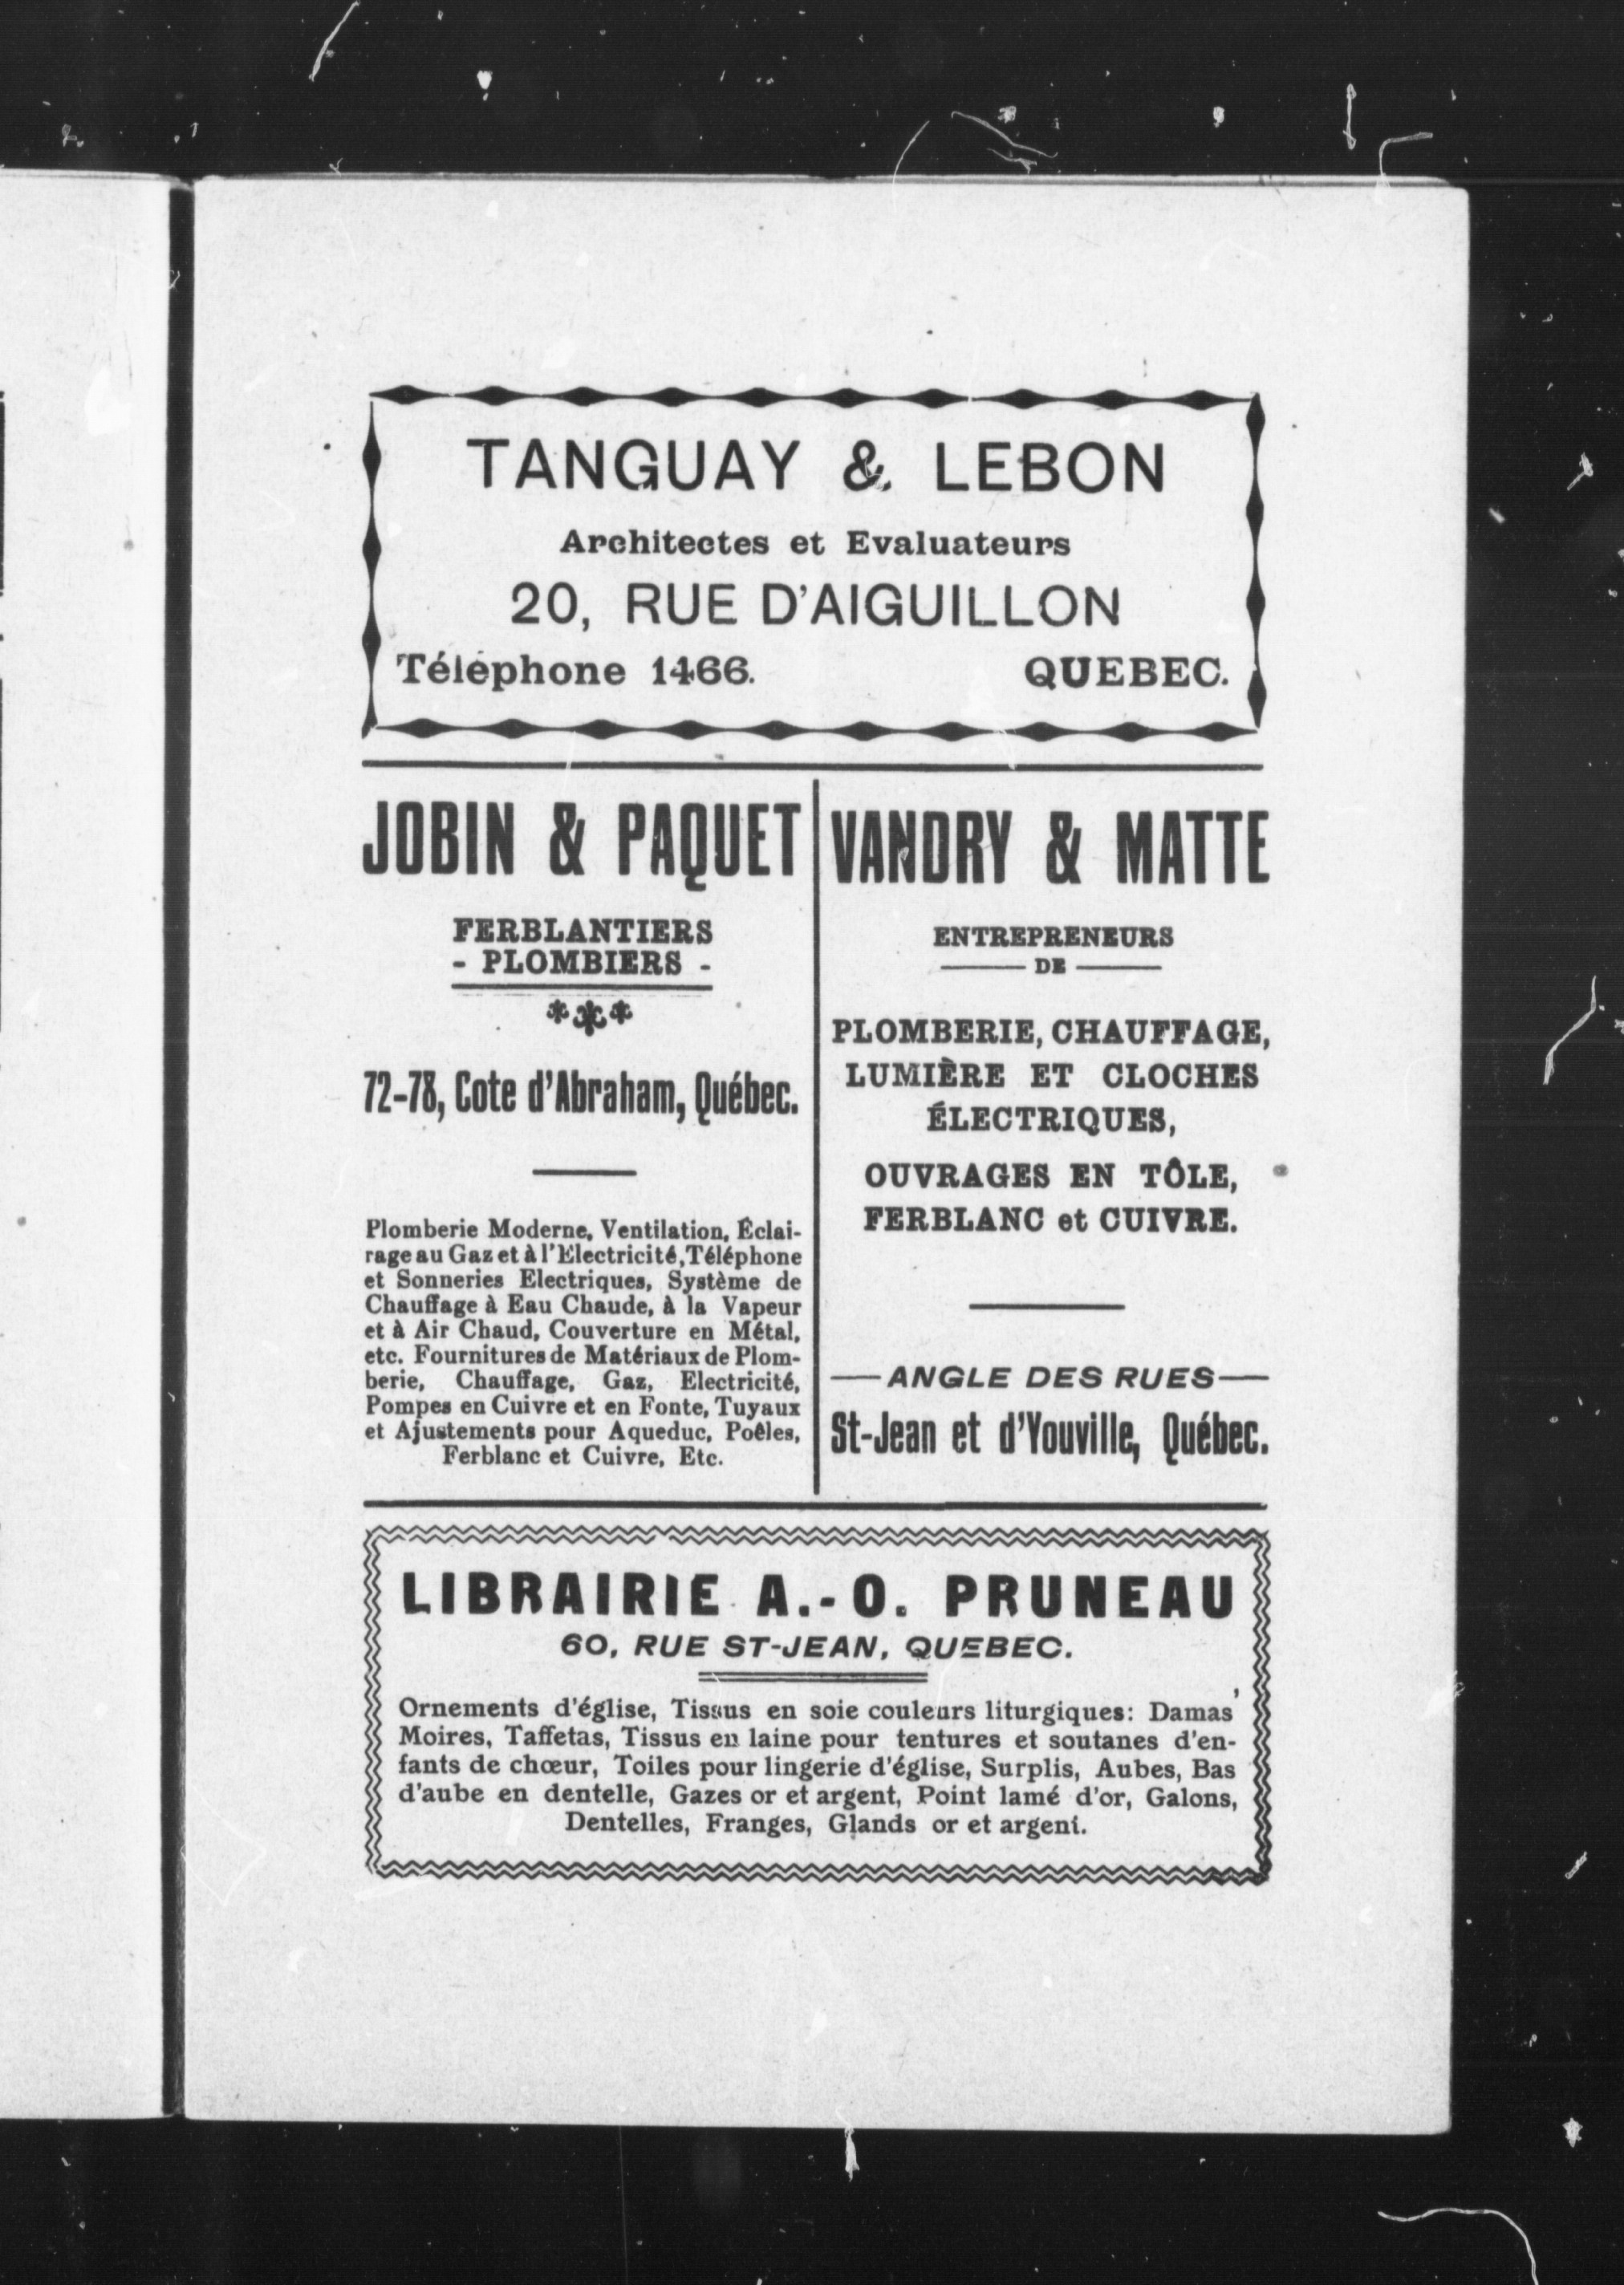 TANGUAY & LEBON
Architectes et Evaluateurs
20, RUE D'AIGUILLON
Téléphone 1466. QUEBEC.
JOBIN & PAQUET
FERBLANTIERS
- PLOMBIERS -
72-78, Cote d'Abraham, Québec.
Plomberie Moderne, Ventilation, Éclai-
rage au Gaz et à l'Electricité, Téléphone
et Sonneries Electriques, Système de
Chauffage à Eau Chaude, à la Vapeur
et à Air Chaud, Couverture en Métal,
etc. Fournitures de Matériaux de Plom-
berie, Chauffage, Gaz, Electricité,
Pompes en Cuivre et en Fonte, Tuyaux
et Ajustements pour Aqueduc, Poêles,
Ferblanc et Cuivre, Etc.
VANDRY & MATTE
ENTREPRENEURS
DE
PLOMBERIE, CHAUFFAGE,
LUMIÈRE ET CLOCHES
ÉLECTRIQUES,
OUVRAGES EN TÔLE,
FERBLANC et CUIVRE.
— ANGLE DES RUES —
St-Jean et d'Youville, Québec.
LIBRAIRIE A.-O. PRUNEAU
60, RUE ST-JEAN, QUEBEC.
Ornements d'église, Tissus en soie couleurs liturgiques: Damas'
Moires, Taffetas, Tissus en laine pour tentures et soutanes d'en-
fants de chœur, Toiles pour lingerie d'église, Surplis, Aubes, Bas
d'aube en dentelle, Gazes or et argent, Point lamé d'or, Galons,
Dentelles, Franges, Glands or et argent.